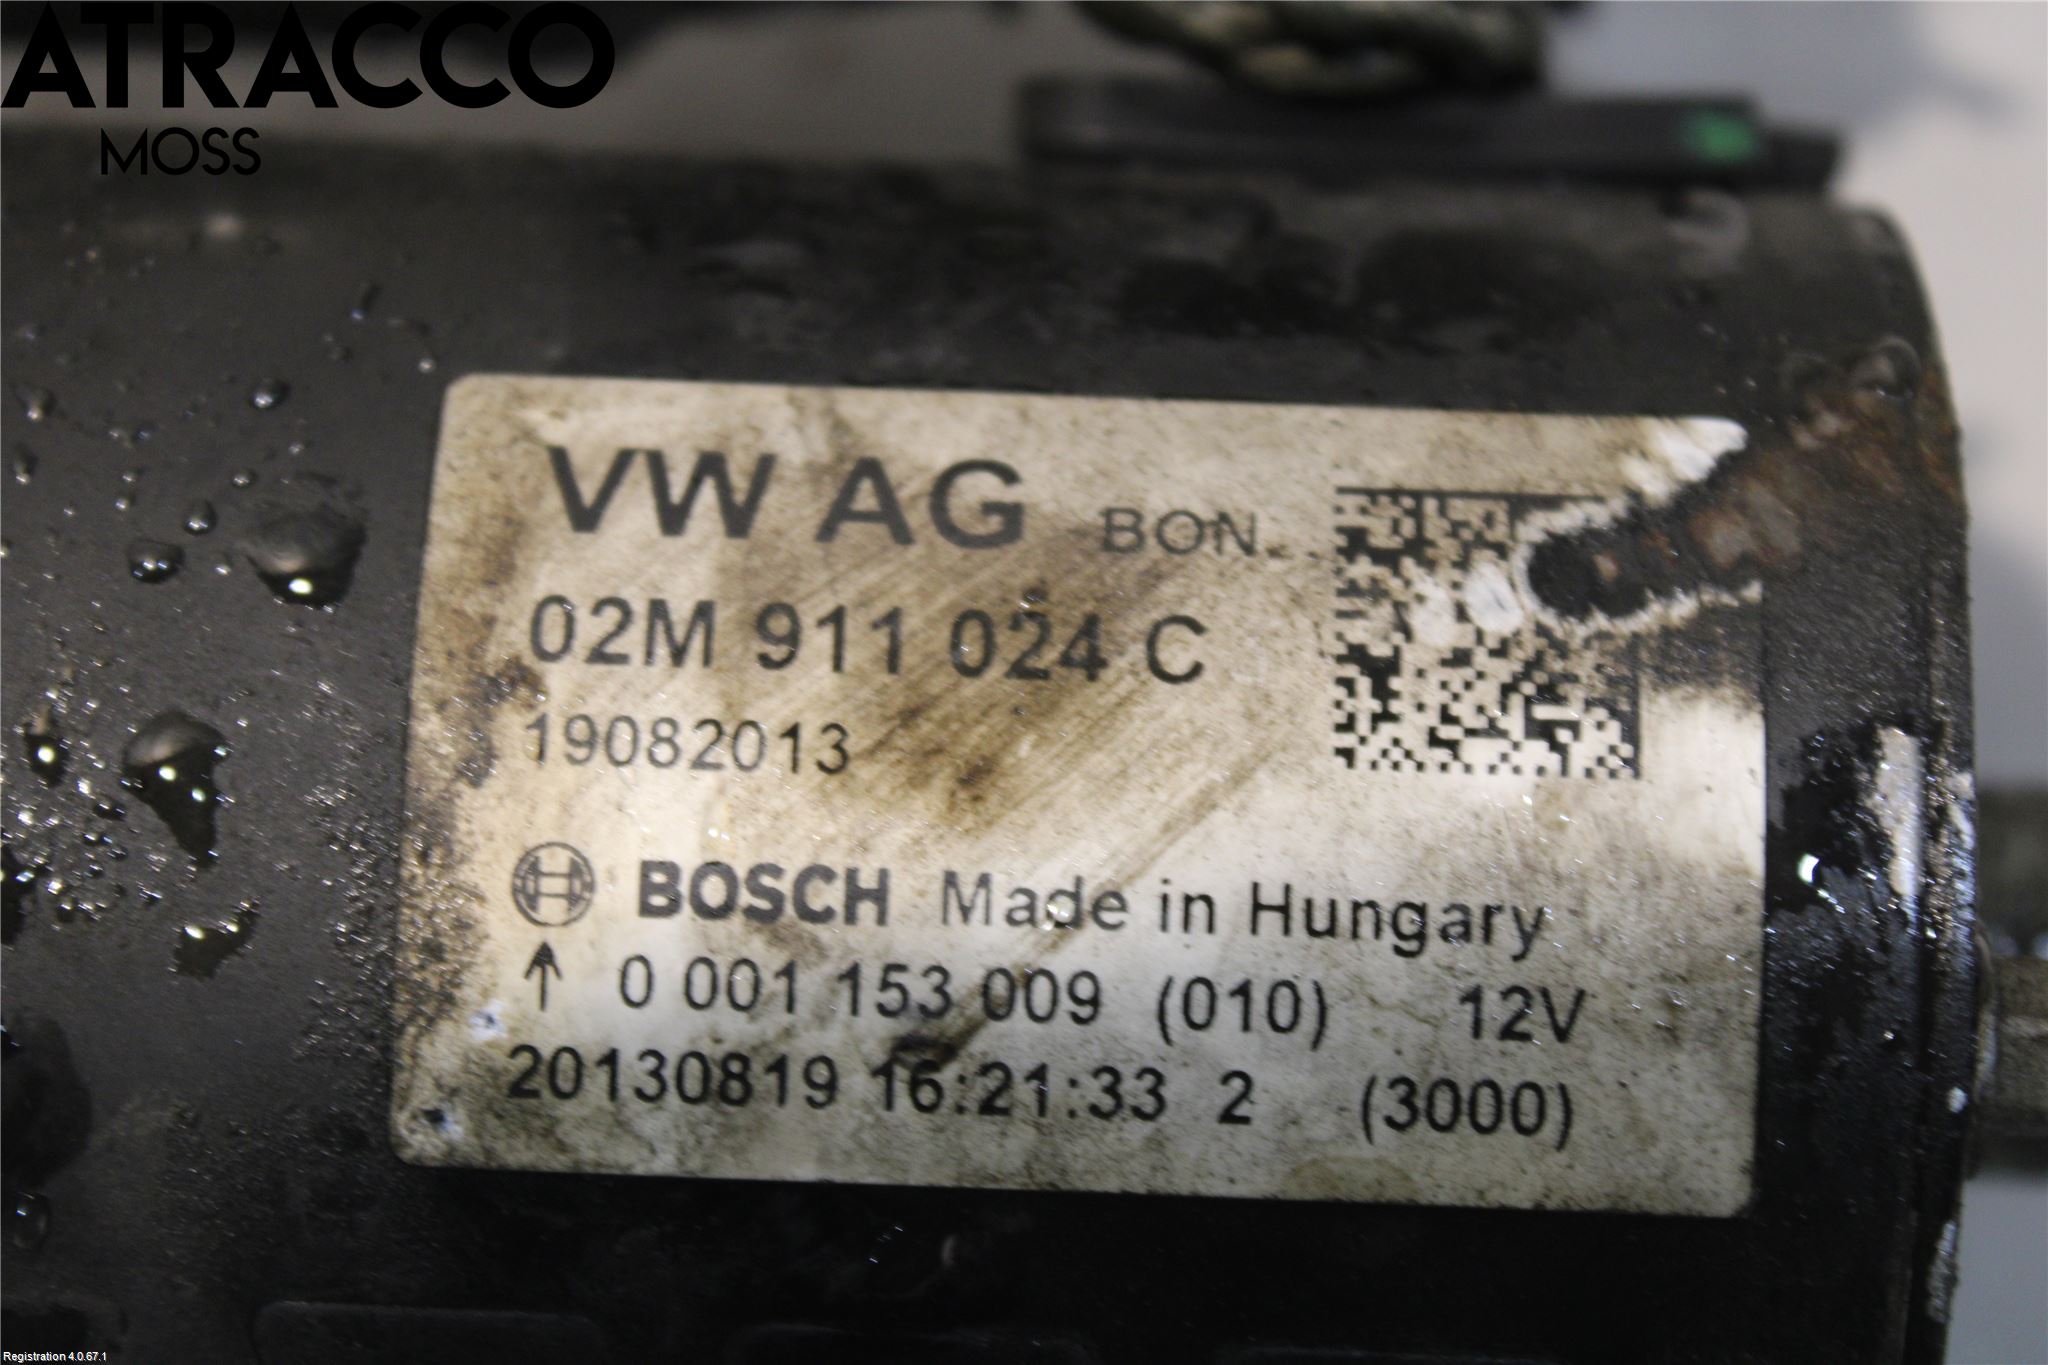 ATRACCO
MOSS
VW AG BON
02M 911 024 C
19082013
BOSCH Made in Hungary
↑ 0 001 153 009 (010) 12V
20130819 16:21:33 2 (3000)
Registration 4.0.67.1